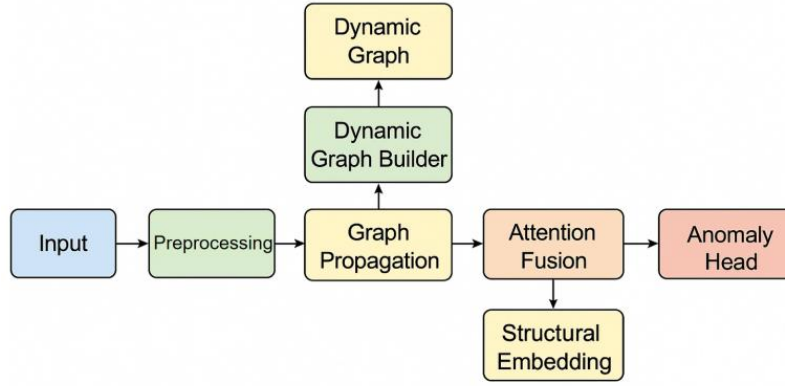 Dynamic
Graph
Dynamic
Graph Builder
Input
Preprocessing
Graph
Propagation
Attention
Fusion
Anomaly
Head
Structural
Embedding